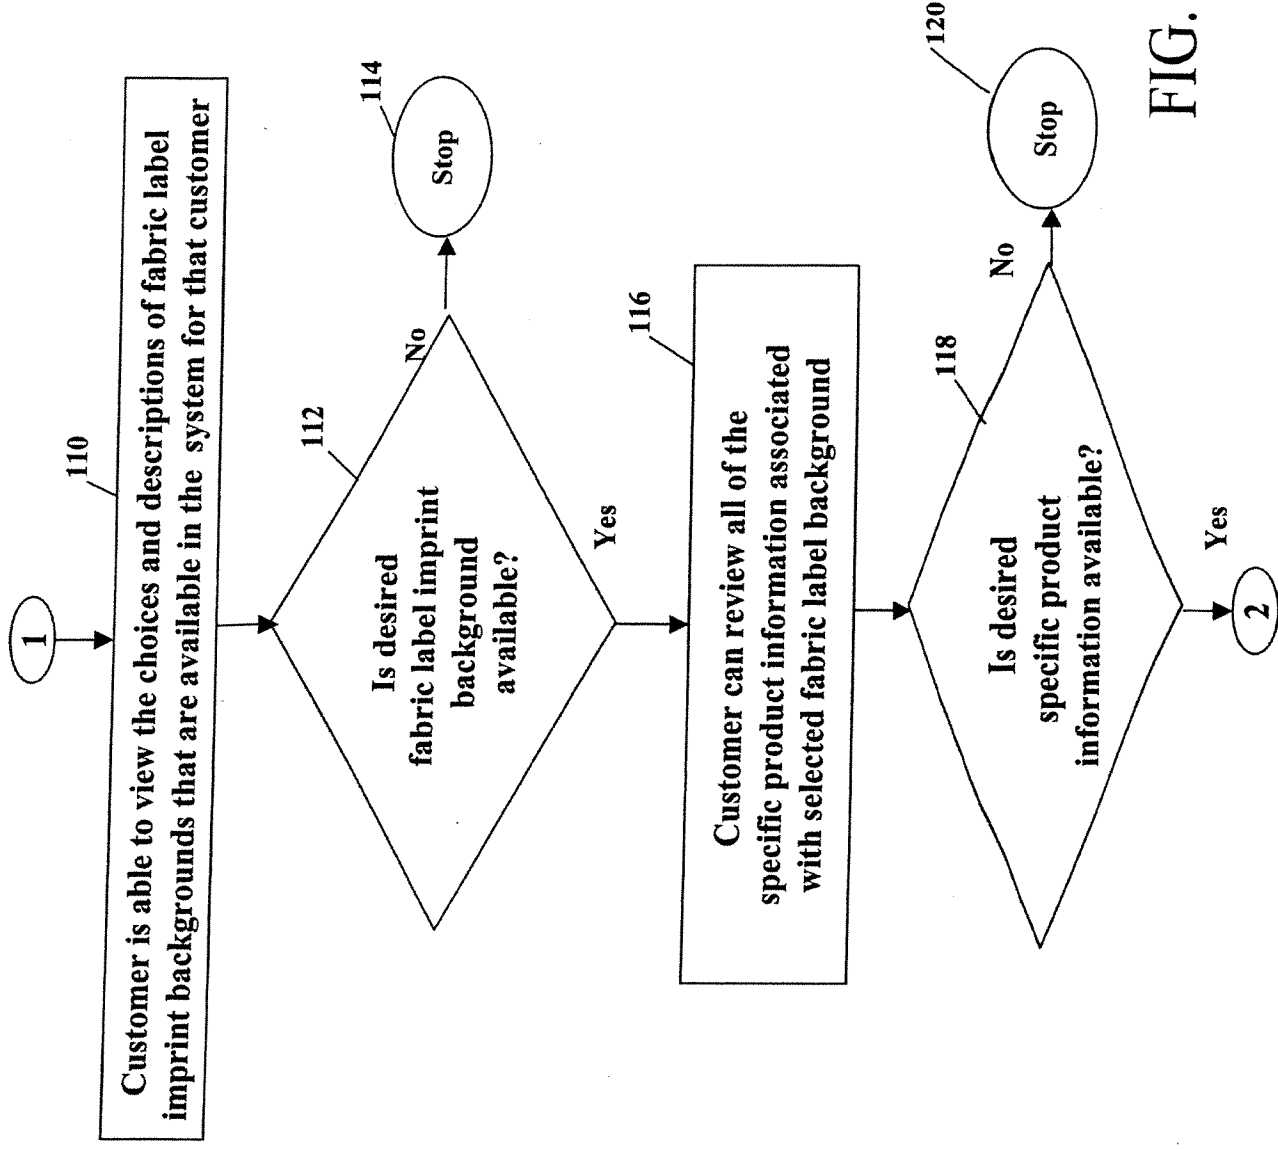 1
110
Customer is able to view the choices and descriptions of fabric label
imprint backgrounds that are available in the system for that customer
112
Is desired
fabric label imprint
background
available?
No
114
Stop
Yes
116
Customer can review all of the
specific product information associated
with selected fabric label background
118
Is desired
specific product
information available?
No
120
Stop
Yes
2
FIG.